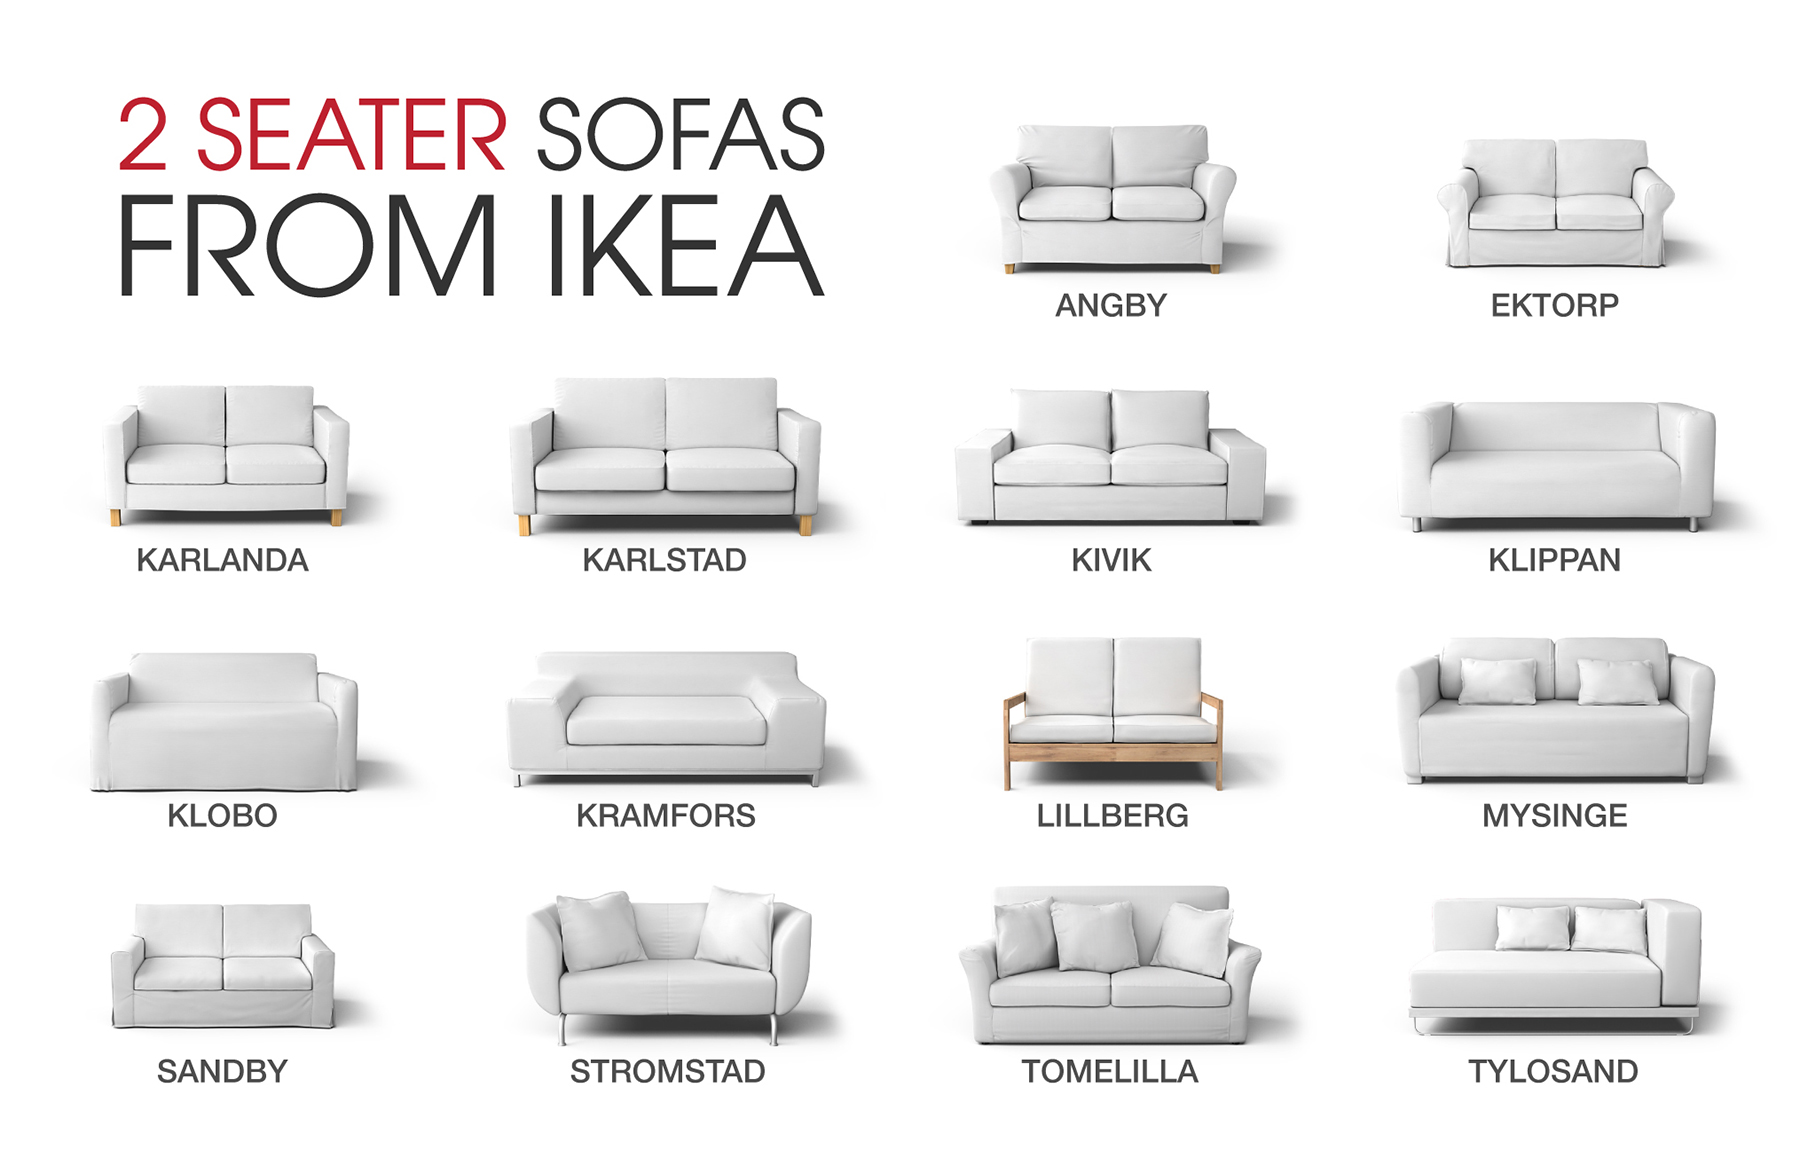 2 SEATER SOFAS
FROM IKEA
ANGBY
EKTORP
KARLANDA
KARLSTAD
KIVIK
KLIPPAN
KLOBO
KRAMFORS
LILLBERG
MYSINGE
SANDBY
STROMSTAD
TOMELILLA
TYLOSAND